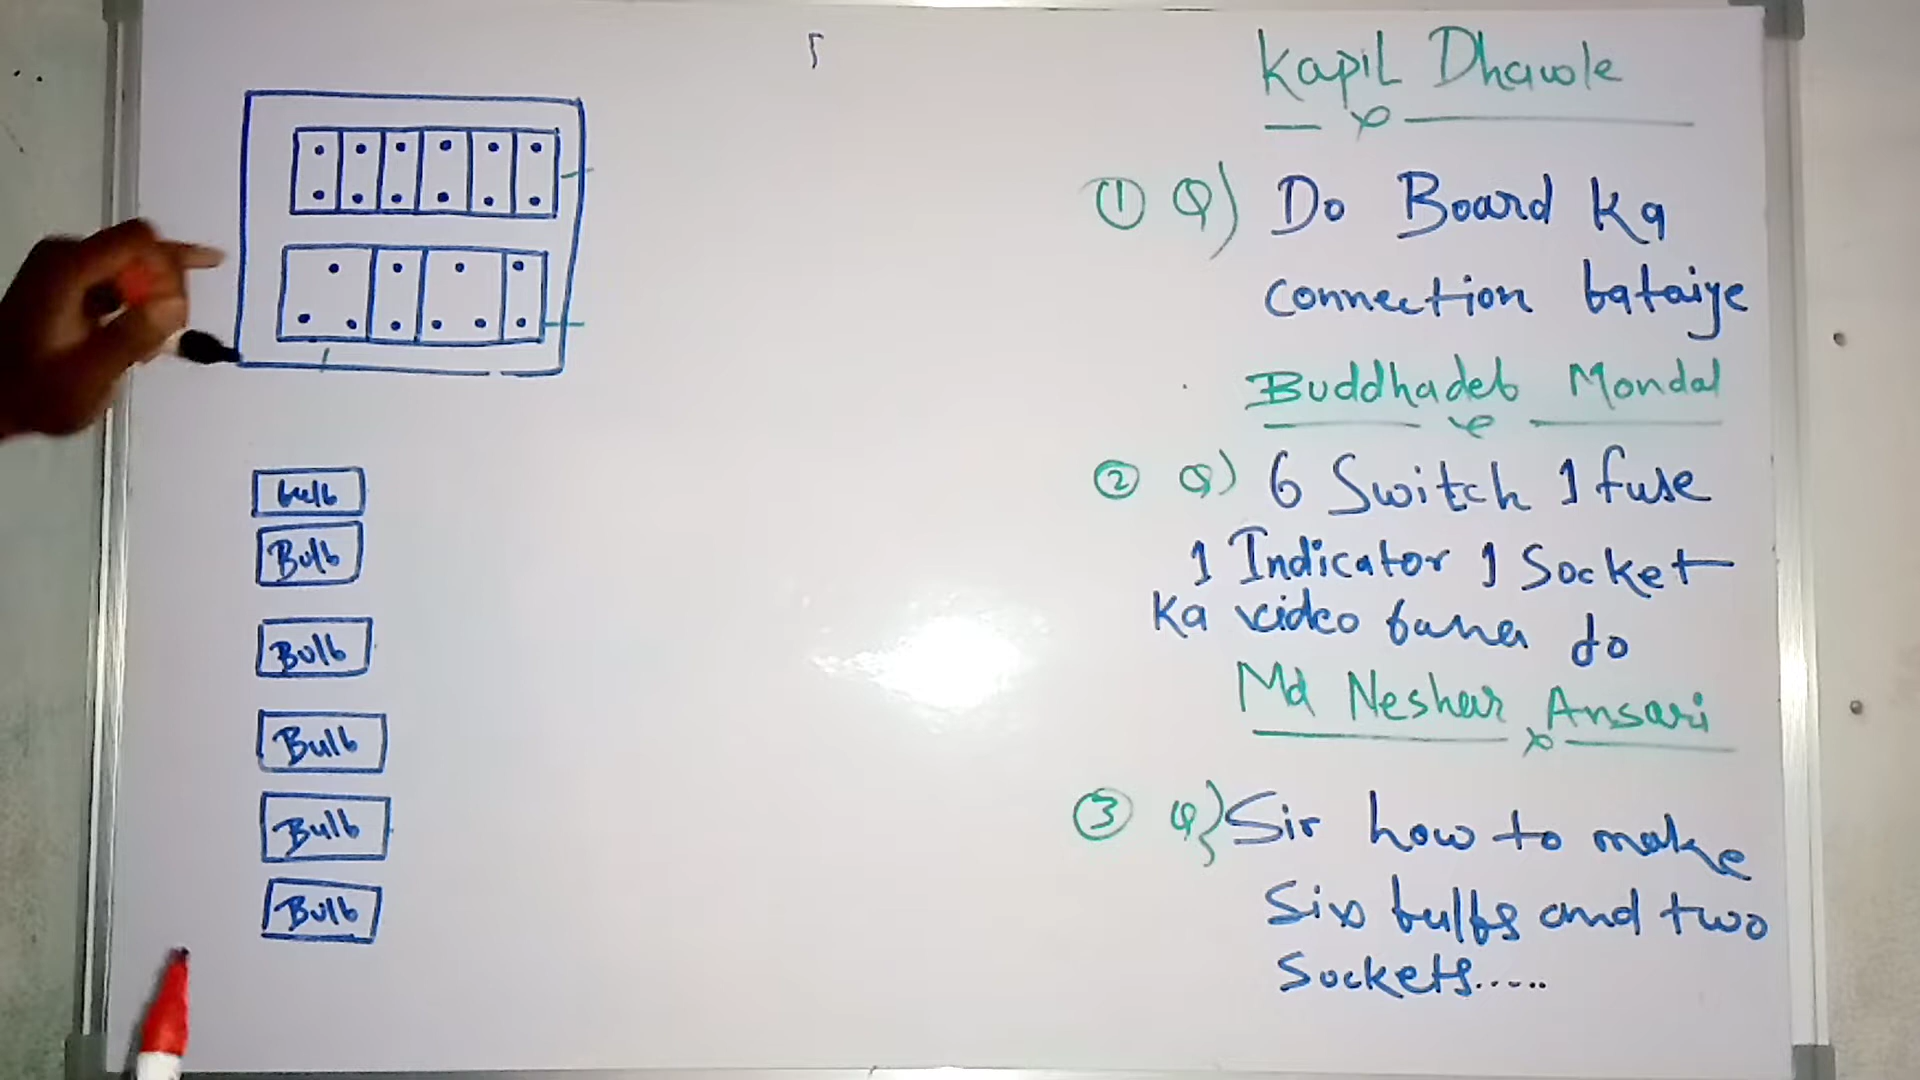 Kapil Dhawole
① Q) Do Board Ka
connection bataiye
Buddhadeb Mondal
② Q) 6 Switch 1 fuse
1 Indicator 1 Socket
Ka video bana do
Md Neshar Ansari
③ Q} Sir how to make
Six bulbs and two
Sockets.....
bulb
Bulb
Bulb
Bulb
Bulb
Bulb